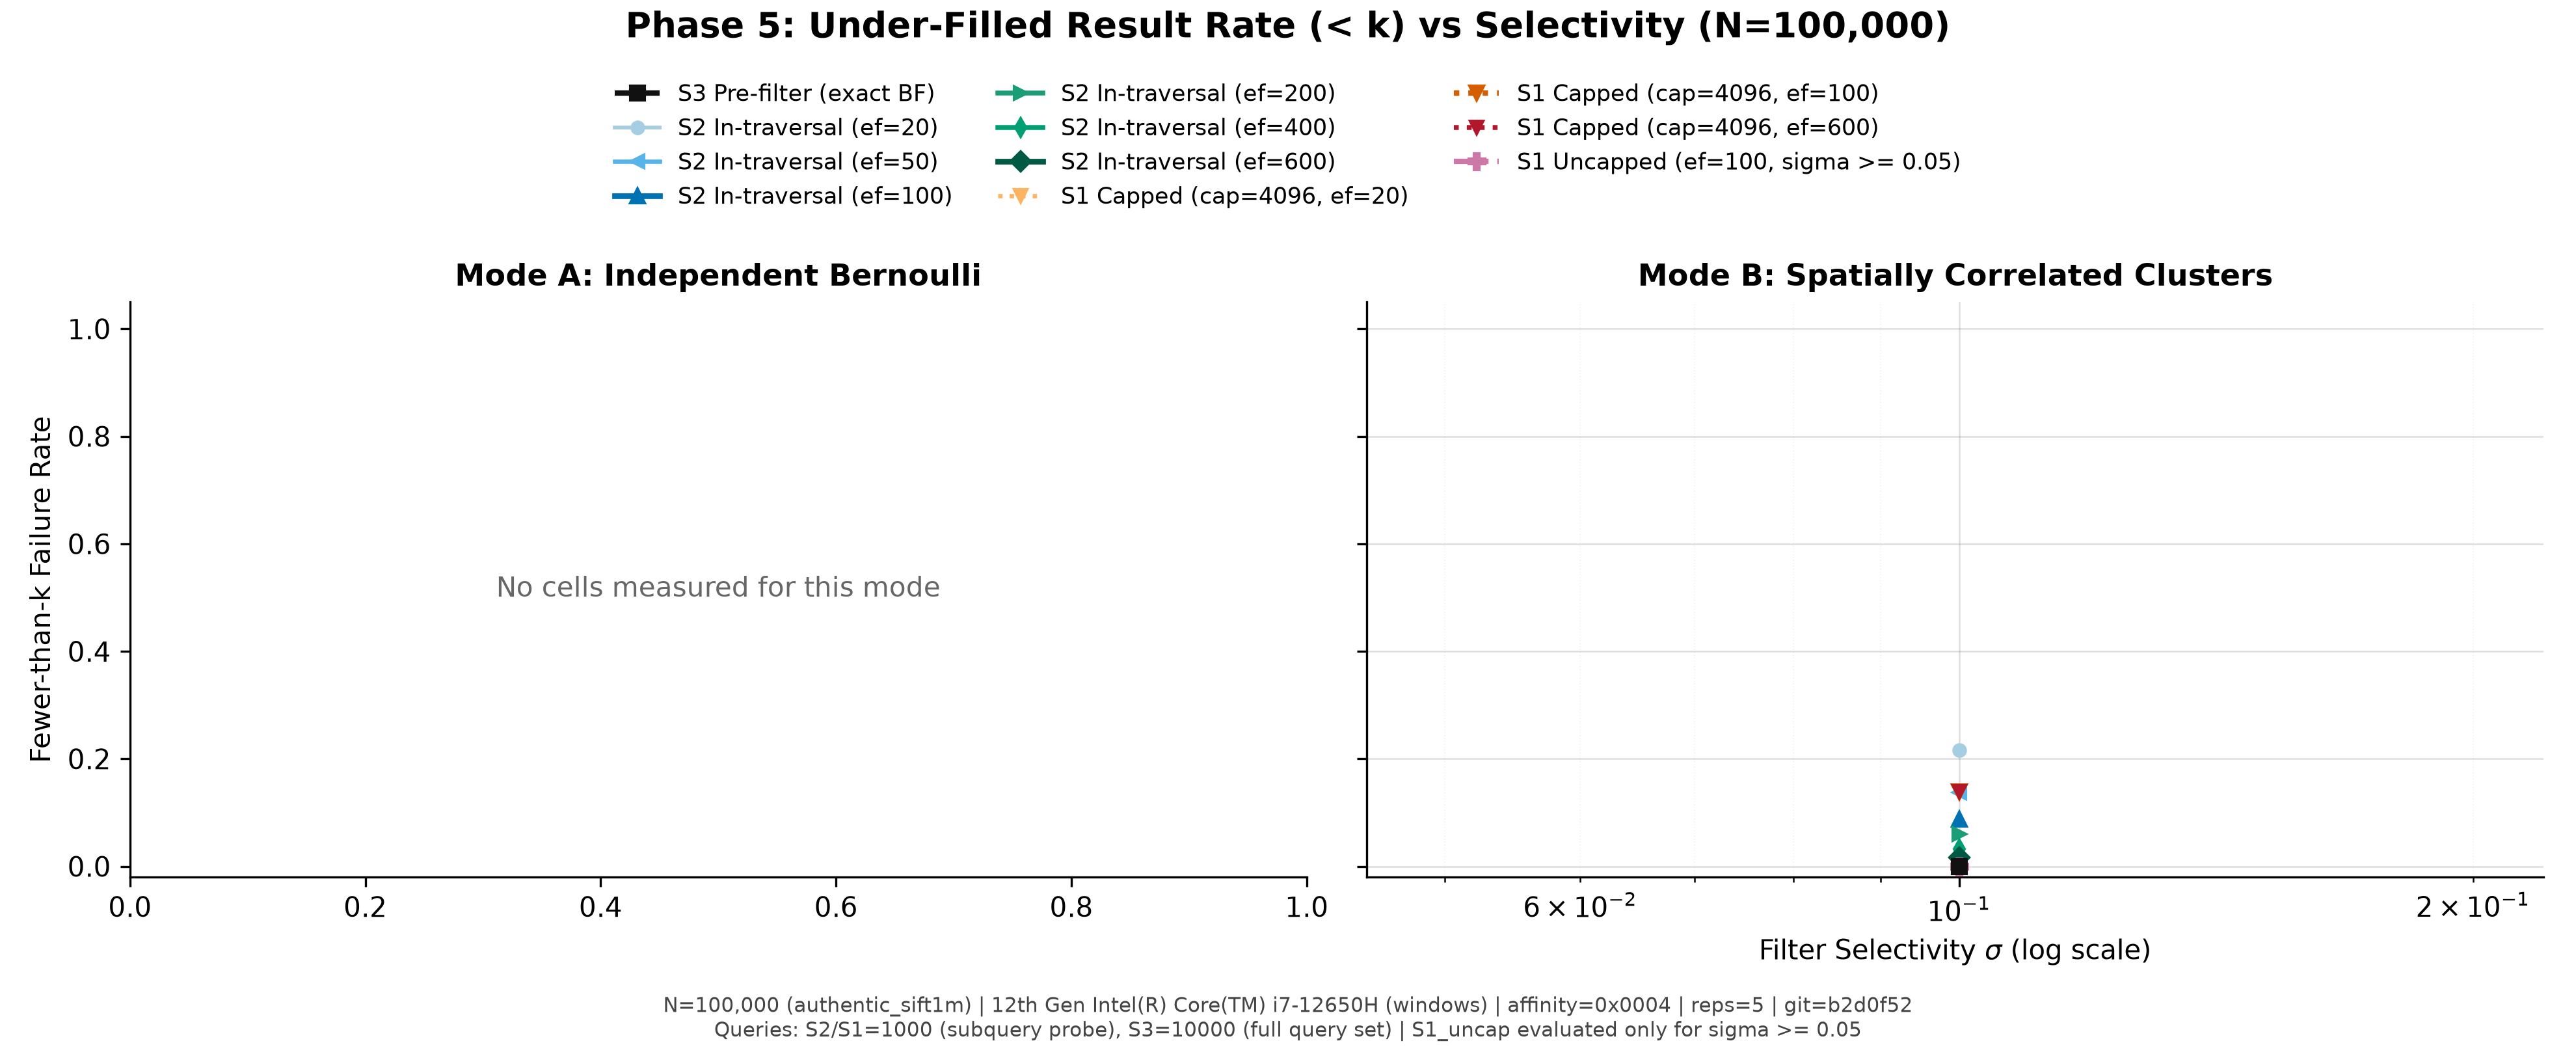 Phase 5: Under-Filled Result Rate (< k) vs Selectivity (N=100,000)
S3 Pre-filter (exact BF)
S2 In-traversal (ef=20)
S2 In-traversal (ef=50)
S2 In-traversal (ef=100)
S2 In-traversal (ef=200)
S2 In-traversal (ef=400)
S2 In-traversal (ef=600)
S1 Capped (cap=4096, ef=20)
S1 Capped (cap=4096, ef=100)
S1 Capped (cap=4096, ef=600)
S1 Uncapped (ef=100, sigma >= 0.05)
Mode A: Independent Bernoulli
Fewer-than-k Failure Rate
1.0
0.8
0.6
0.4
0.2
0.0
No cells measured for this mode
0.0 0.2 0.4 0.6 0.8 1.0
Mode B: Spatially Correlated Clusters
6 × 10⁻² 10⁻¹ 2 × 10⁻¹
Filter Selectivity σ (log scale)
N=100,000 (authentic_sift1m) | 12th Gen Intel(R) Core(TM) i7-12650H (windows) | affinity=0x0004 | reps=5 | git=b2d0f52
Queries: S2/S1=1000 (subquery probe), S3=10000 (full query set) | S1_uncap evaluated only for sigma >= 0.05